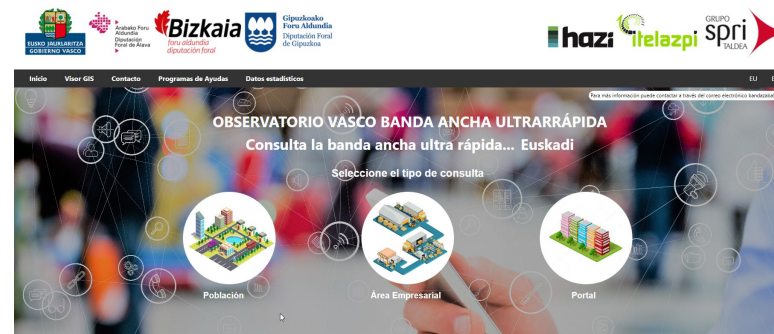 EUSKO JAURLARITZA
GOBIERNO VASCO
Arabako Foru
Aldundia
Diputación
Foral de Álava
Bizkaia
foru aldundia
diputación foral
Gipuzkoako
Foru Aldundia
Diputación Foral
de Gipuzkoa
hazi
itelazpi
GRUPO
spri
TALDEA
Inicio Visor GIS Contacto Programas de Ayudas Datos estadísticos EU
Para más información puede contactar a través del correo electrónico
OBSERVATORIO VASCO BANDA ANCHA ULTRARRÁPIDA
Consulta la banda ancha ultra rápida... Euskadi
Seleccione el tipo de consulta
Población Área Empresarial Portal